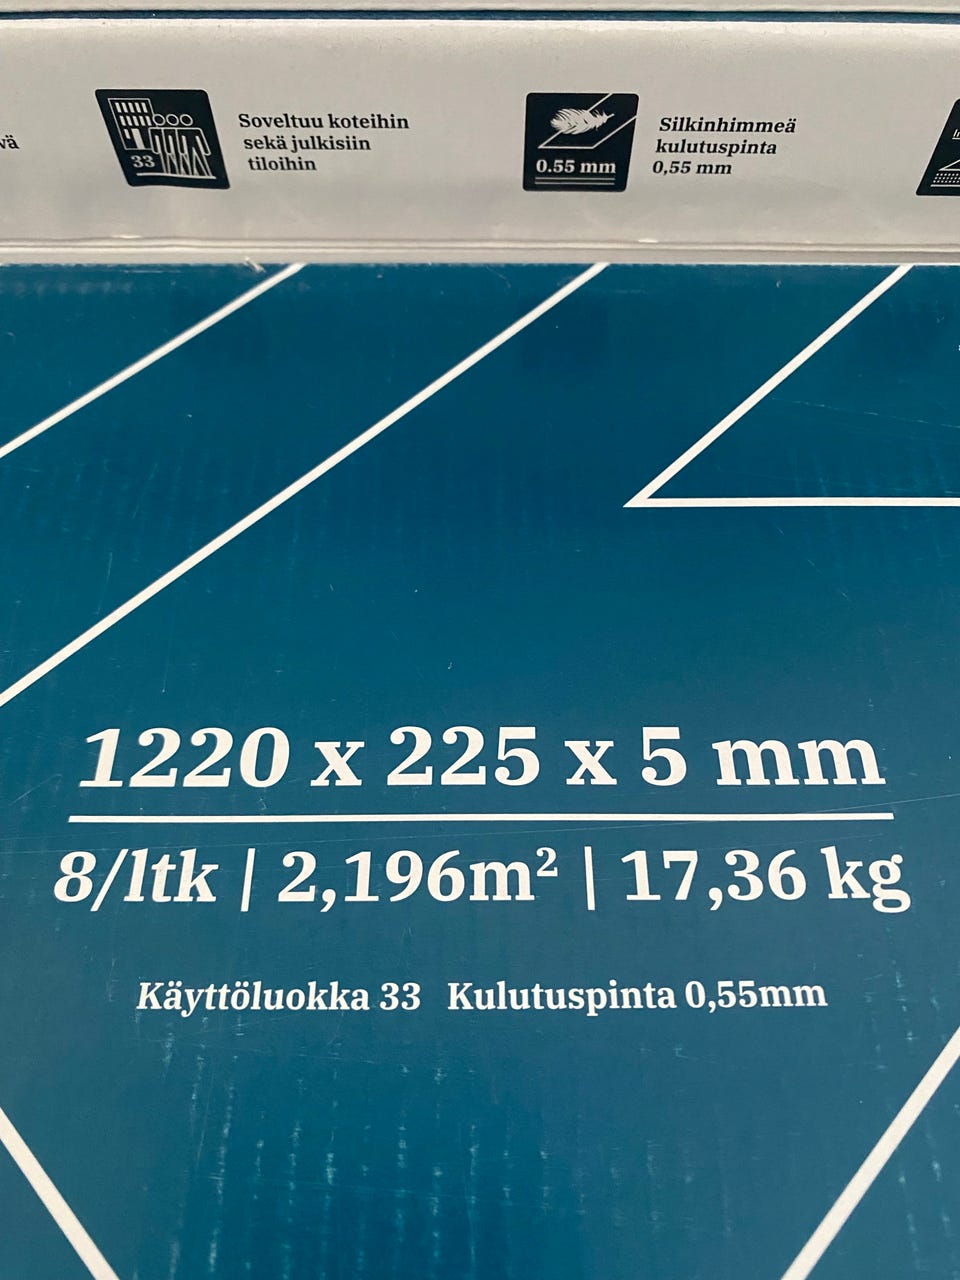 vä
33
Soveltuu koteihin
sekä julkisiin
tiloihin
0.55 mm
Silkinhimmeä
kulutuspinta
0,55 mm
1220 x 225 x 5 mm
8/ltk | 2,196m² | 17,36 kg
Käyttöluokka 33 Kulutuspinta 0,55mm